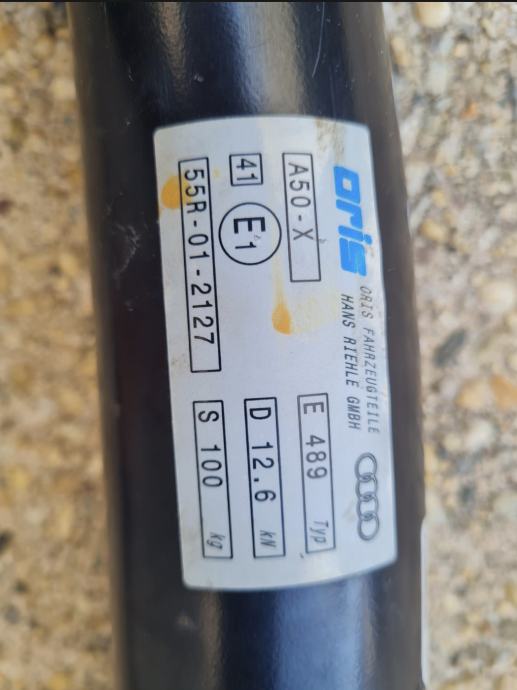 oris
ORIS FAHRZEUGTEILE
HANS RIEHLE GMBH
A50-X
E 489 Typ
41
E1
D 12.6 kN
55R-01-2127
S 100 kg